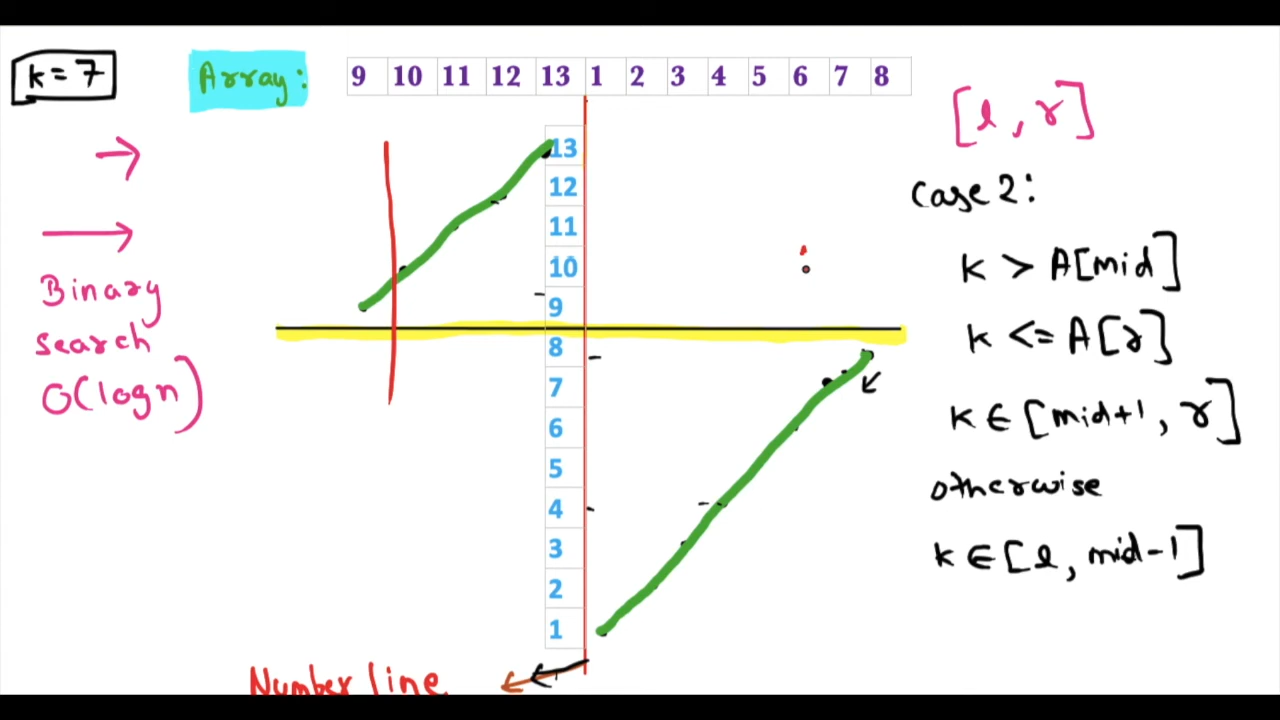 k = 7
Array:
9 10 11 12 13 1 2 3 4 5 6 7 8
[l, r]
Case 2:
k > A[mid]
k <= A[r]
k ∈ [mid+1, r]
otherwise
k ∈ [l, mid-1]
13
12
11
10
9
8
7
6
5
4
3
2
1
Binary
search
O(logn)
Number line